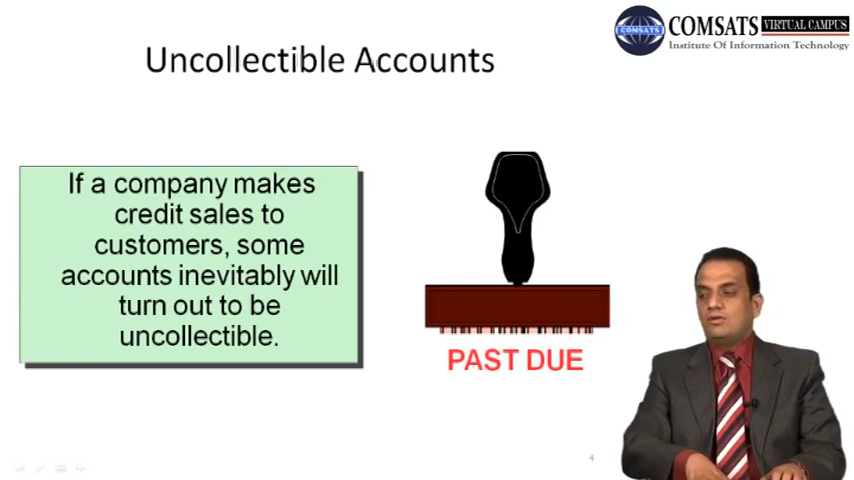 COMSATS VIRTUAL CAMPUS
Institute Of Information Technology
COMSATS
Uncollectible Accounts
If a company makes
credit sales to
customers, some
accounts inevitably will
turn out to be
uncollectible.
PAST DUE
4